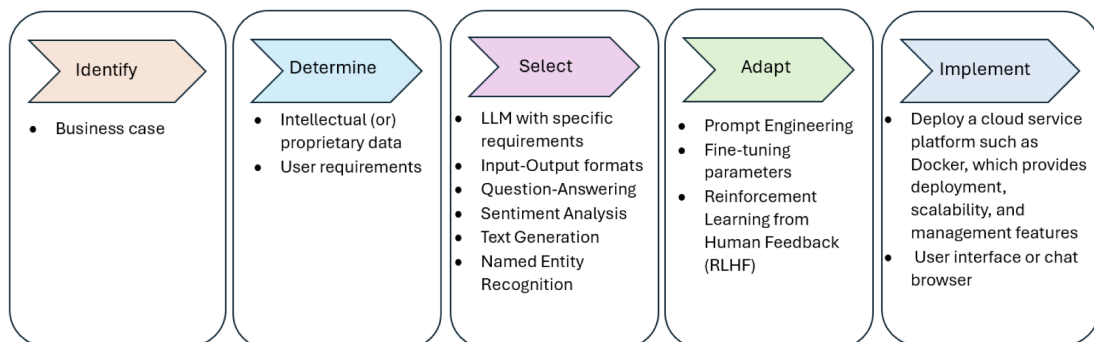 Identify
• Business case
Determine
• Intellectual (or)
proprietary data
• User requirements
Select
• LLM with specific
requirements
• Input-Output formats
• Question-Answering
• Sentiment Analysis
• Text Generation
• Named Entity
Recognition
Adapt
• Prompt Engineering
• Fine-tuning
parameters
• Reinforcement
Learning from
Human Feedback
(RLHF)
Implement
• Deploy a cloud service
platform such as
Docker, which provides
deployment,
scalability, and
management features
• User interface or chat
browser